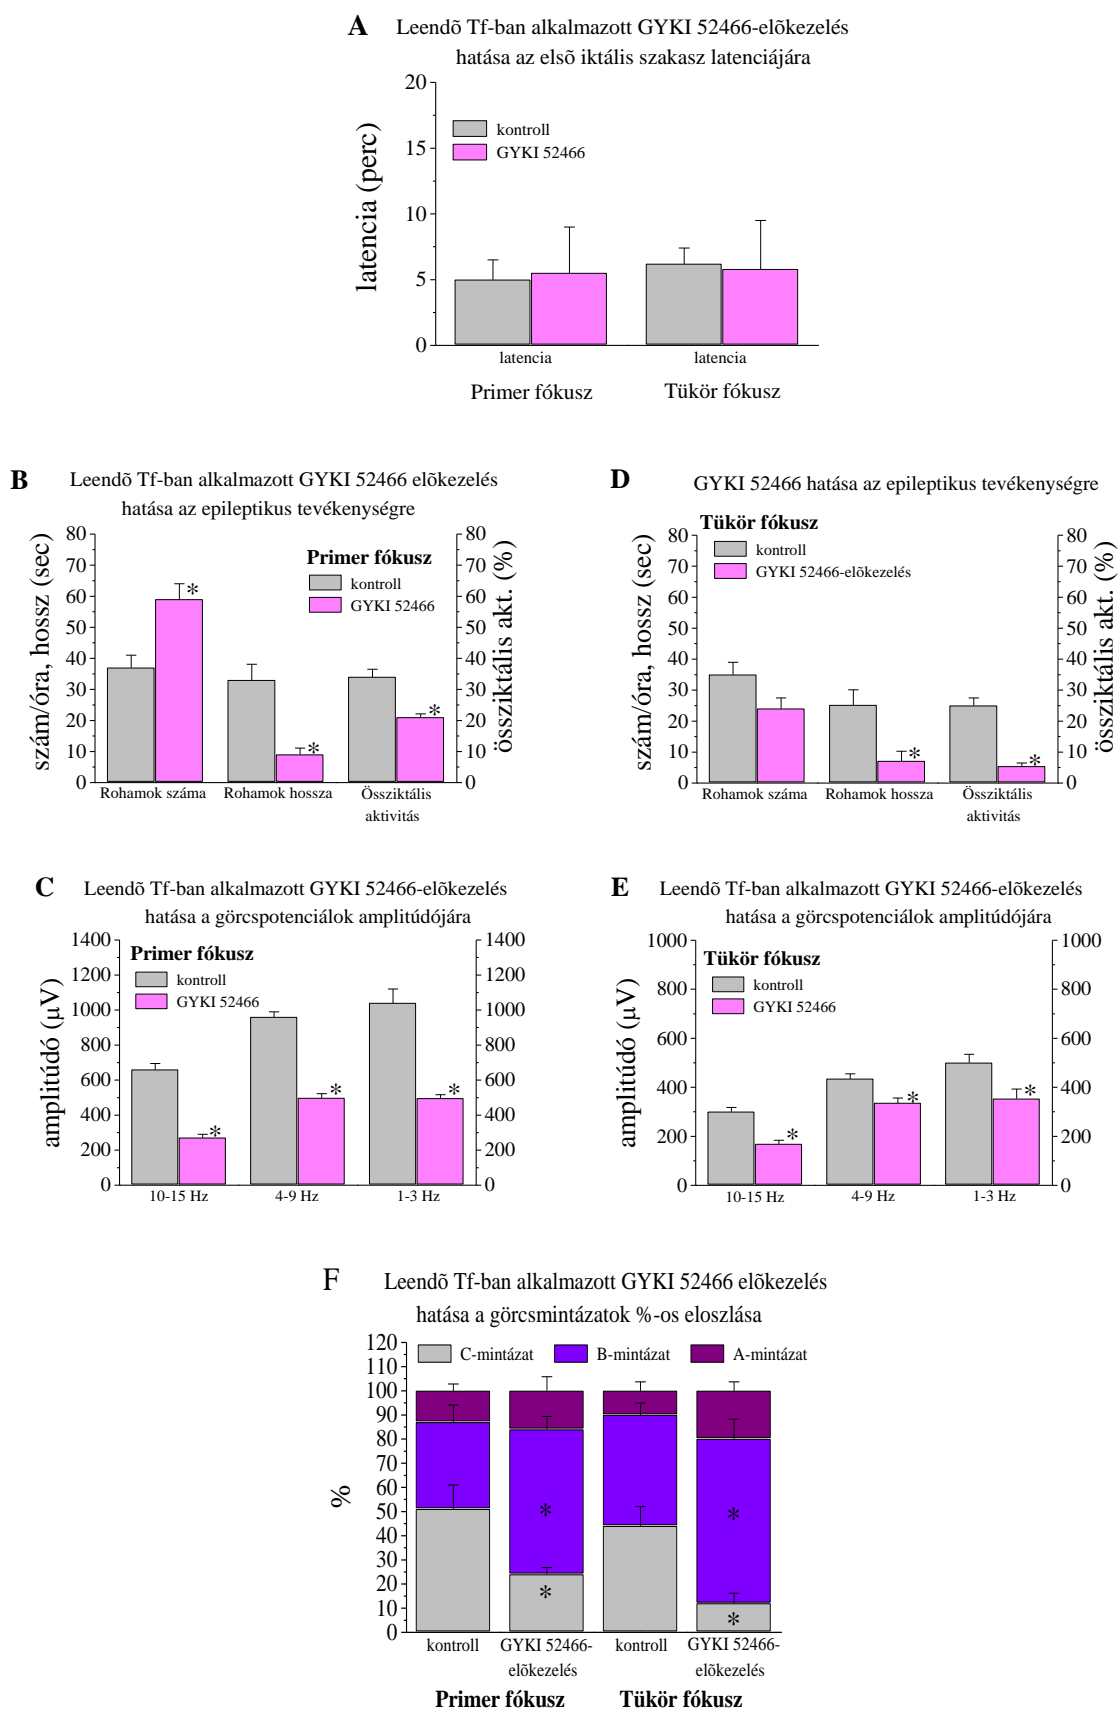 A Leendõ Tf-ban alkalmazott GYKI 52466-elõkezelés
hatása az elsõ iktális szakasz latenciájára
latencia (perc)
20
15
10
5
0
kontroll
GYKI 52466
latencia latencia
Primer fókusz Tükör fókusz
B Leendõ Tf-ban alkalmazott GYKI 52466 elõkezelés
hatása az epileptikus tevékenységre
szám/óra, hossz (sec)
80 80
70 70
60 60
50 50
40 40
30 30
20 20
10 10
0 0
össziktális akt. (%)
Primer fókusz
kontroll
GYKI 52466
*
*
*
Rohamok száma Rohamok hossza Össziktális
aktivitás
D GYKI 52466 hatása az epileptikus tevékenységre
szám/óra, hossz (sec)
80 80
70 70
60 60
50 50
40 40
30 30
20 20
10 10
0 0
össziktális akt. (%)
Tükör fókusz
kontroll
GYKI 52466-elõkezelés
*
*
Rohamok száma Rohamok hossza Össziktális
aktivitás
C Leendõ Tf-ban alkalmazott GYKI 52466-elõkezelés
hatása a görcspotenciálok amplitúdójára
amplitúdó (µV)
1400 1400
1200 1200
1000 1000
800 800
600 600
400 400
200 200
0 0
Primer fókusz
kontroll
GYKI 52466
*
*
*
10-15 Hz 4-9 Hz 1-3 Hz
E Leendõ Tf-ban alkalmazott GYKI 52466-elõkezelés
hatása a görcspotenciálok amplitúdójára
amplitúdó (µV)
1000 1000
800 800
600 600
400 400
200 200
0 0
Tükör fókusz
kontroll
GYKI 52466
*
*
*
10-15 Hz 4-9 Hz 1-3 Hz
F Leendõ Tf-ban alkalmazott GYKI 52466 elõkezelés
hatása a görcsmintázatok %-os eloszlása
%
120
110
100
90
80
70
60
50
40
30
20
10
0
C-mintázat B-mintázat A-mintázat
* *
* *
kontroll GYKI 52466- kontroll GYKI 52466-
elõkezelés elõkezelés
Primer fókusz Tükör fókusz